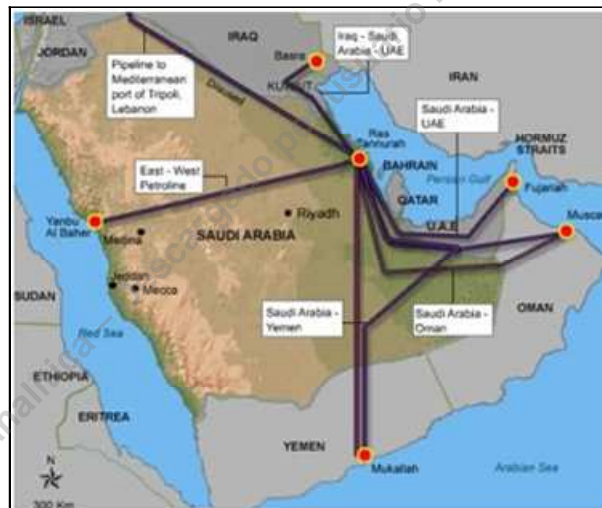 ISRAEL
JORDAN
IRAQ
Basra
Iraq - Saudi
Arabia - UAE
KUWAIT
IRAN
Pipeline to
Mediterranean
port of Tripoli,
Lebanon
Disused
Saudi Arabia -
UAE
Ras
Tannurah
HORMUZ
STRAITS
BAHRAIN
Persian Gulf
East - West
Petroline
QATAR
Fujariah
Yanbu
Al Baher
Medina
Riyadh
SAUDI ARABIA
U.A.E
Jeddah
Mecca
SUDAN
Red Sea
Saudi Arabia -
Yemen
Saudi Arabia -
Oman
OMAN
ETHIOPIA
ERITREA
YEMEN
Mukallah
Arabian Sea
N
300 Km